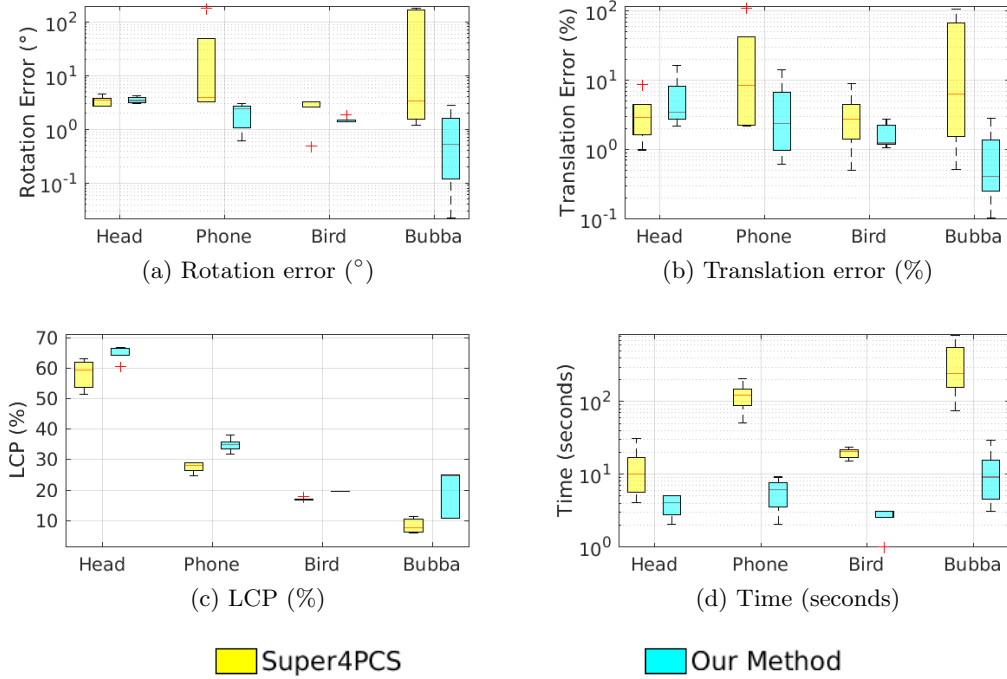 Rotation Error (°)
10^2
10^1
10^0
10^-1
Head Phone Bird Bubba
(a) Rotation error (°)
Translation Error (%)
10^2
10^1
10^0
10^-1
Head Phone Bird Bubba
(b) Translation error (%)
LCP (%)
70
60
50
40
30
20
10
Head Phone Bird Bubba
(c) LCP (%)
Time (seconds)
10^2
10^1
10^0
Head Phone Bird Bubba
(d) Time (seconds)
Super4PCS Our Method